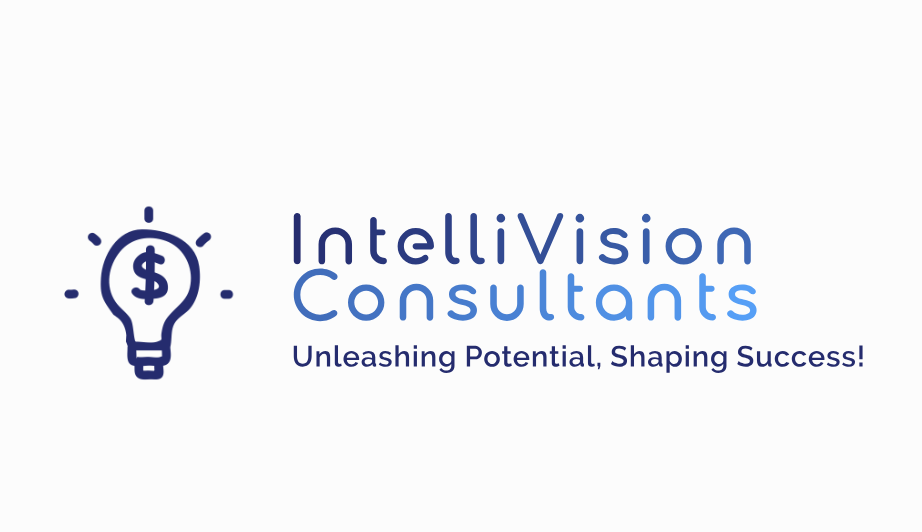 $
IntelliVision
Consultants
Unleashing Potential, Shaping Success!